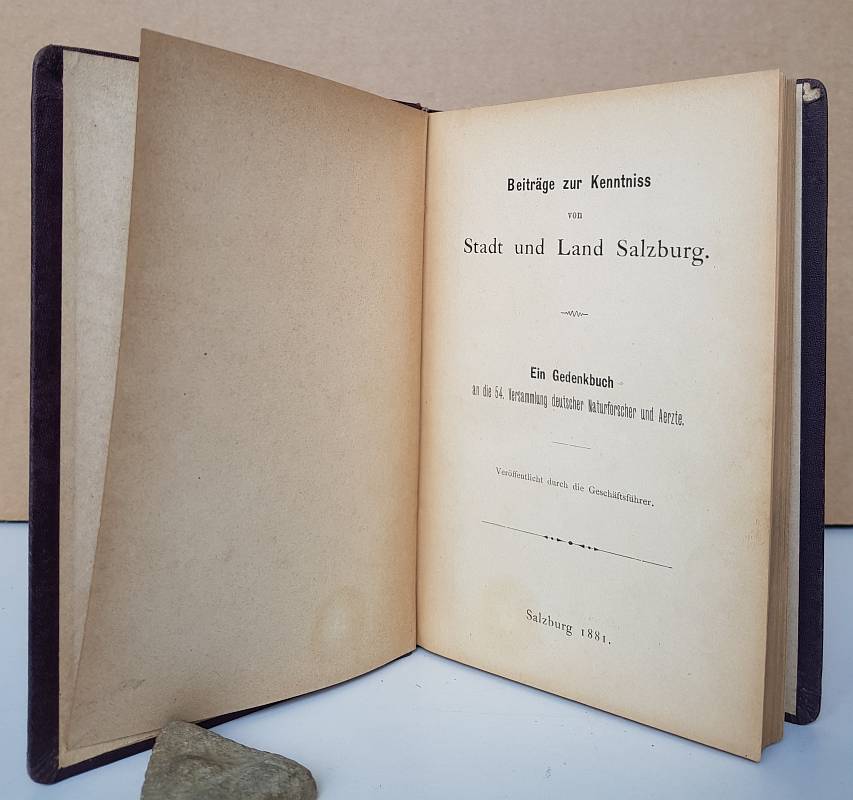 Beiträge zur Kenntniss
von
Stadt und Land Salzburg.
Ein Gedenkbuch
an die 54. Versammlung deutscher Naturforscher und Aerzte.
Veröffentlicht durch die Geschäftsführer.
Salzburg 1881.